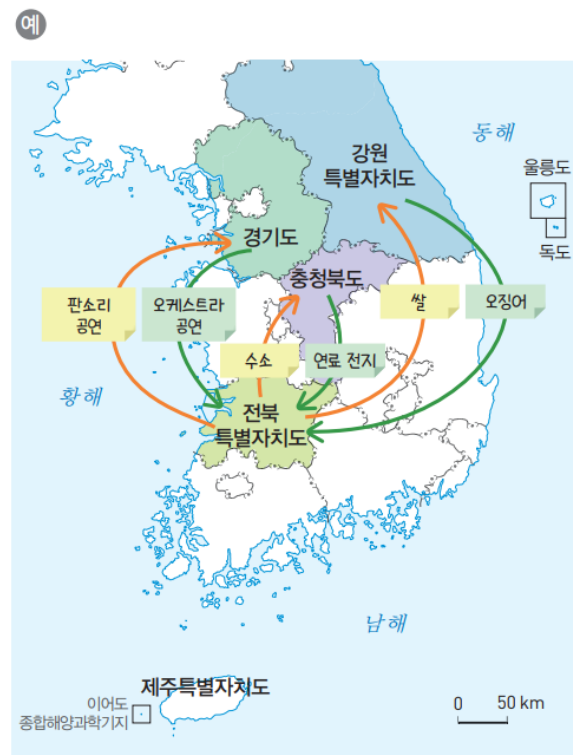 예
강원
특별자치도
동해
울릉도
독도
경기도
충청북도
판소리
공연
오케스트라
공연
쌀
오징어
수소
연료 전지
황해
전북
특별자치도
남해
제주특별자치도
이어도
종합해양과학기지
0 50 km